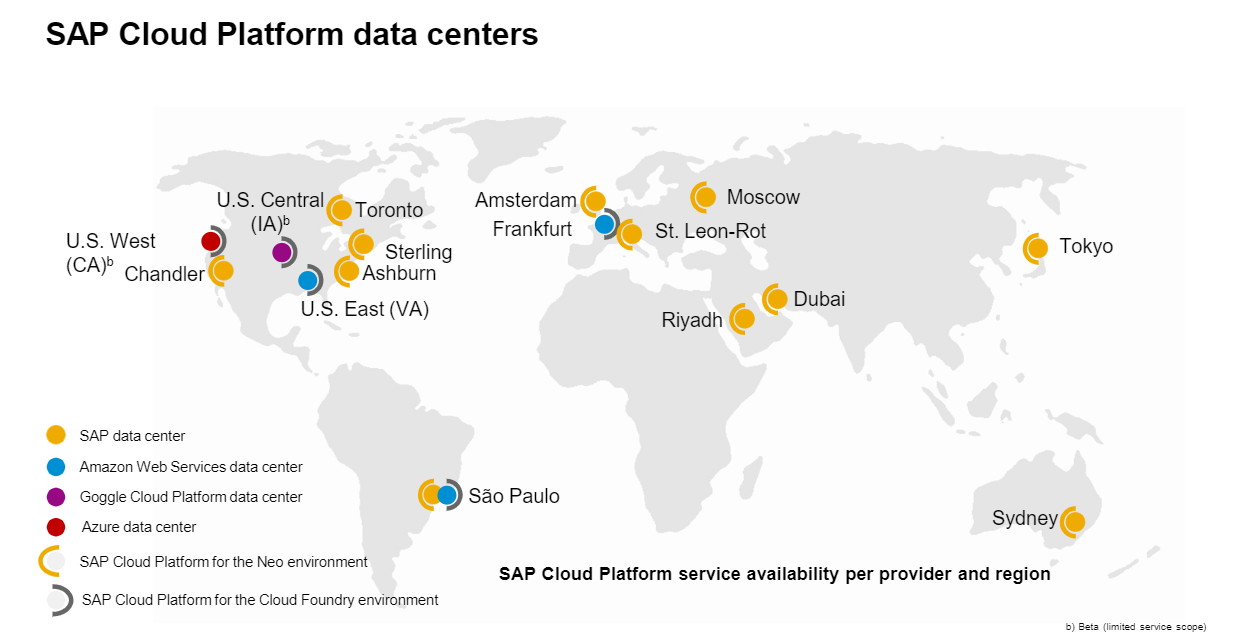 SAP Cloud Platform data centers
U.S. Central
(IA)b
Toronto
Amsterdam
Moscow
Frankfurt
St. Leon-Rot
U.S. West
(CA)b
Chandler
Sterling
Ashburn
U.S. East (VA)
Tokyo
Dubai
Riyadh
SAP data center
Amazon Web Services data center
Goggle Cloud Platform data center
Azure data center
SAP Cloud Platform for the Neo environment
SAP Cloud Platform for the Cloud Foundry environment
São Paulo
Sydney
SAP Cloud Platform service availability per provider and region
b) Beta (limited service scope)